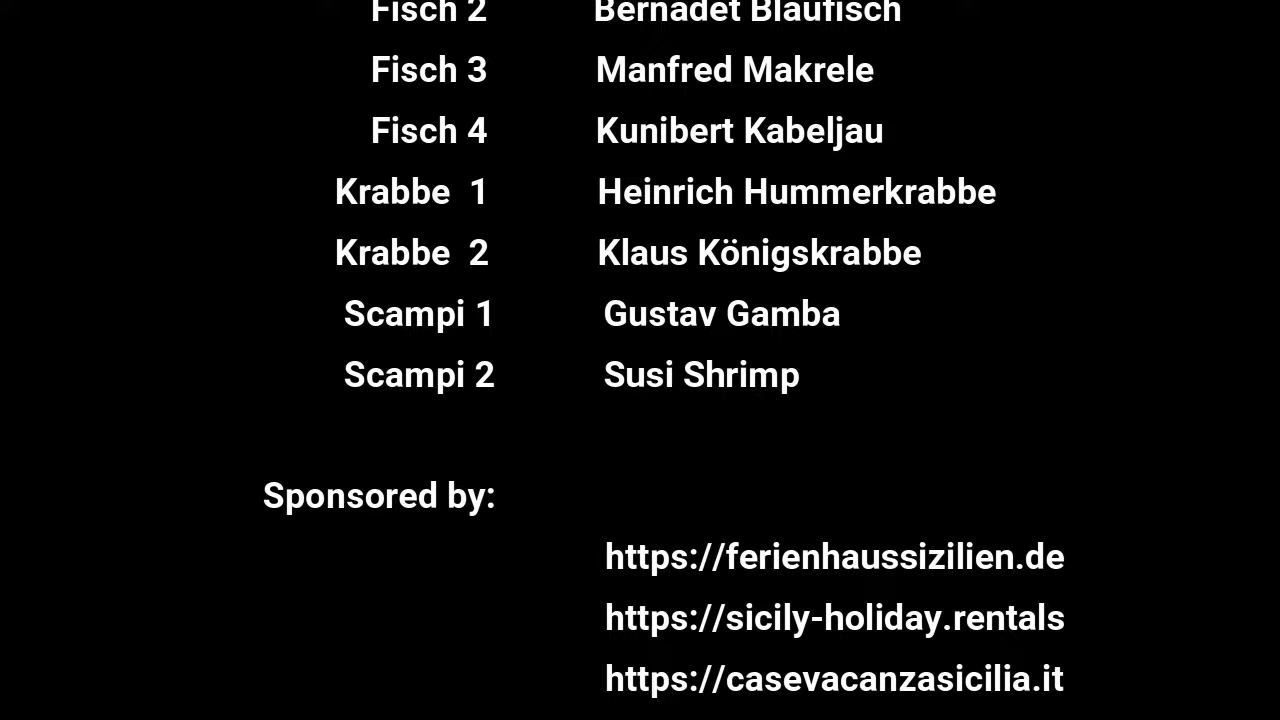 Fisch 2 Bernadet Blaufisch
Fisch 3 Manfred Makrele
Fisch 4 Kunibert Kabeljau
Krabbe 1 Heinrich Hummerkrabbe
Krabbe 2 Klaus Königskrabbe
Scampi 1 Gustav Gamba
Scampi 2 Susi Shrimp
Sponsored by:
https://ferienhaussizilien.de
https://sicily-holiday.rentals
https://casevacanzasicilia.it